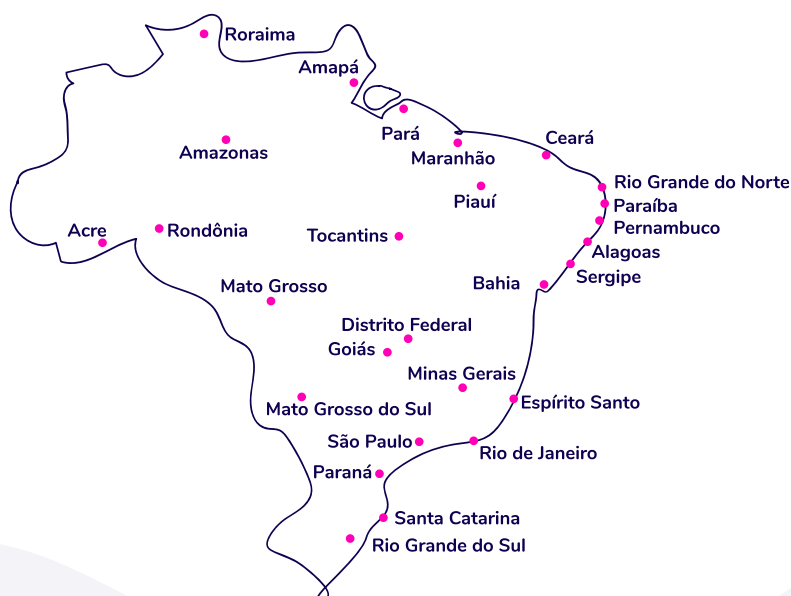 Roraima
Amapá
Pará
Ceará
Amazonas
Maranhão
Rio Grande do Norte
Piauí
Paraíba
Pernambuco
Acre
Rondônia
Tocantins
Alagoas
Sergipe
Bahia
Mato Grosso
Distrito Federal
Goiás
Minas Gerais
Espírito Santo
Mato Grosso do Sul
São Paulo
Rio de Janeiro
Paraná
Santa Catarina
Rio Grande do Sul